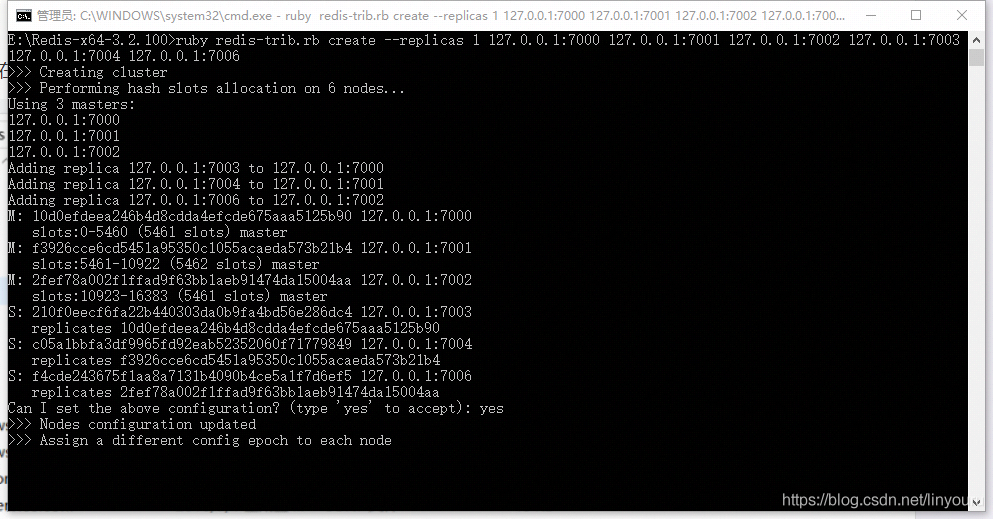 管理员: C:\WINDOWS\system32\cmd.exe - ruby  redis-trib.rb create --replicas 1 127.0.0.1:7000 127.0.0.1:7001 127.0.0.1:7002 127.0.0.1:700...
E:\Redis-x64-3.2.100>ruby redis-trib.rb create --replicas 1 127.0.0.1:7000 127.0.0.1:7001 127.0.0.1:7002 127.0.0.1:7003
127.0.0.1:7004 127.0.0.1:7006
>>> Creating cluster
>>> Performing hash slots allocation on 6 nodes...
Using 3 masters:
127.0.0.1:7000
127.0.0.1:7001
127.0.0.1:7002
Adding replica 127.0.0.1:7003 to 127.0.0.1:7000
Adding replica 127.0.0.1:7004 to 127.0.0.1:7001
Adding replica 127.0.0.1:7006 to 127.0.0.1:7002
M: 10d0efdeea246b4d8cdda4efcde675aaa5125b90 127.0.0.1:7000
   slots:0-5460 (5461 slots) master
M: f3926cce6cd5451a95350c1055acaeda573b21b4 127.0.0.1:7001
   slots:5461-10922 (5462 slots) master
M: 2fef78a002f1ffad9f63bb1aeb91474da15004aa 127.0.0.1:7002
   slots:10923-16383 (5461 slots) master
S: 210f0eecf6fa22b440303da0b9fa4bd56e286dc4 127.0.0.1:7003
   replicates 10d0efdeea246b4d8cdda4efcde675aaa5125b90
S: c05a1bbfa3df9965fd92eab52352060f71779849 127.0.0.1:7004
   replicates f3926cce6cd5451a95350c1055acaeda573b21b4
S: f4cde243675f1aa8a7131b4090b4ce5a1f7d6ef5 127.0.0.1:7006
   replicates 2fef78a002f1ffad9f63bb1aeb91474da15004aa
Can I set the above configuration? (type 'yes' to accept): yes
>>> Nodes configuration updated
>>> Assign a different config epoch to each node